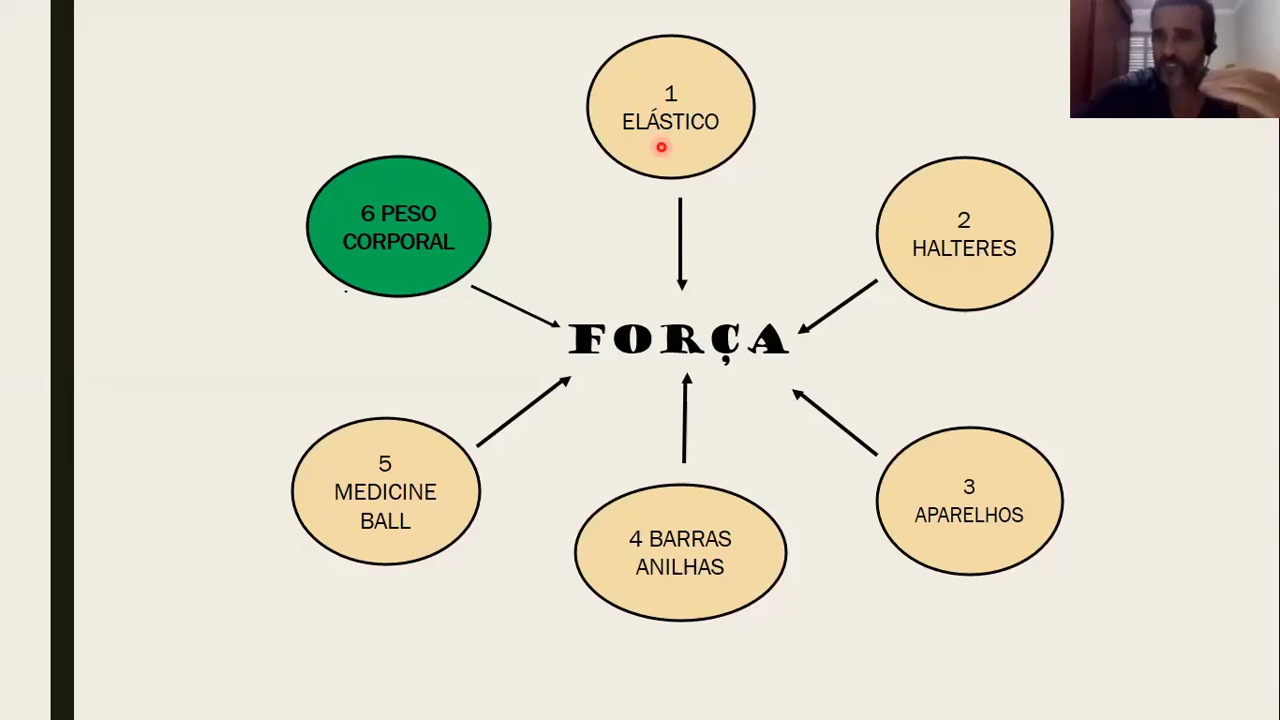 1
ELÁSTICO
6 PESO
CORPORAL
2
HALTERES
FORÇA
5
MEDICINE
BALL
4 BARRAS
ANILHAS
3
APARELHOS